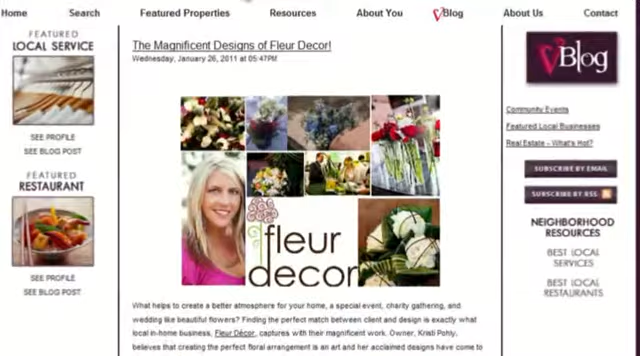 Home Search Featured Properties Resources About You Blog About Us Contact
FEATURED
LOCAL SERVICE
SEE PROFILE
SEE BLOG POST
FEATURED
RESTAURANT
SEE PROFILE
SEE BLOG POST
The Magnificent Designs of Fleur Decor!
Wednesday, January 26, 2011 at 05:47PM
fleur
decor
What helps to create a better atmosphere for your home, a special event, charity gathering, and
wedding like beautiful flowers? Finding the perfect match between client and design is exactly what
local in-home business, Fleur Décor, captures with their magnificent work. Owner, Kristi Pohly,
believes that creating the perfect floral arrangement is an art and her acclaimed designs have come to
Blog
Community Events
Featured Local Businesses
Real Estate - What's Hot?
SUBSCRIBE BY EMAIL
SUBSCRIBE BY RSS
NEIGHBORHOOD
RESOURCES
BEST LOCAL
SERVICES
BEST LOCAL
RESTAURANTS